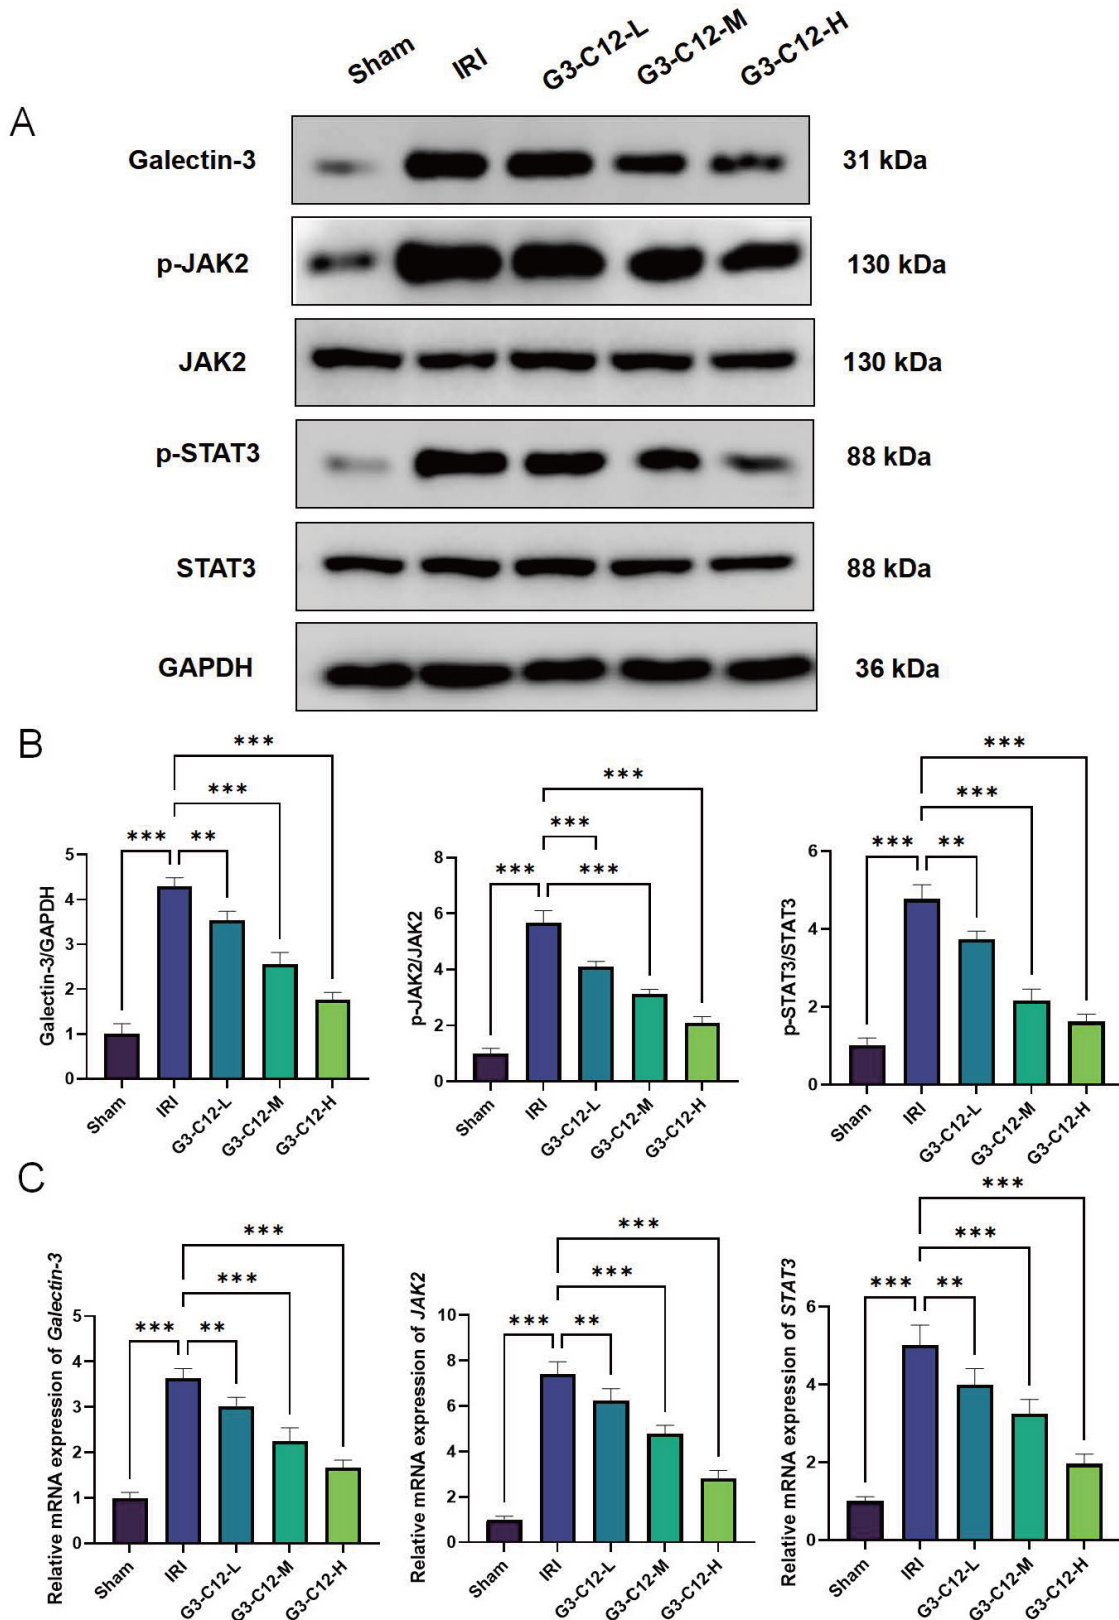 Sham IRI G3-C12-L G3-C12-M G3-C12-H
A
Galectin-3 31 kDa
p-JAK2 130 kDa
JAK2 130 kDa
p-STAT3 88 kDa
STAT3 88 kDa
GAPDH 36 kDa
B
Galectin-3/GAPDH
5
4
3
2
1
0
*** ** *** ***
Sham IRI G3-C12-L G3-C12-M G3-C12-H
p-JAK2/JAK2
8
6
4
2
0
*** *** *** ***
Sham IRI G3-C12-L G3-C12-M G3-C12-H
p-STAT3/STAT3
6
4
2
0
*** ** *** ***
Sham IRI G3-C12-L G3-C12-M G3-C12-H
C
Relative mRNA expression of Galectin-3
5
4
3
2
1
0
*** ** *** ***
Sham IRI G3-C12-L G3-C12-M G3-C12-H
Relative mRNA expression of JAK2
10
8
6
4
2
0
*** ** *** ***
Sham IRI G3-C12-L G3-C12-M G3-C12-H
Relative mRNA expression of STAT3
6
4
2
0
*** ** *** ***
Sham IRI G3-C12-L G3-C12-M G3-C12-H